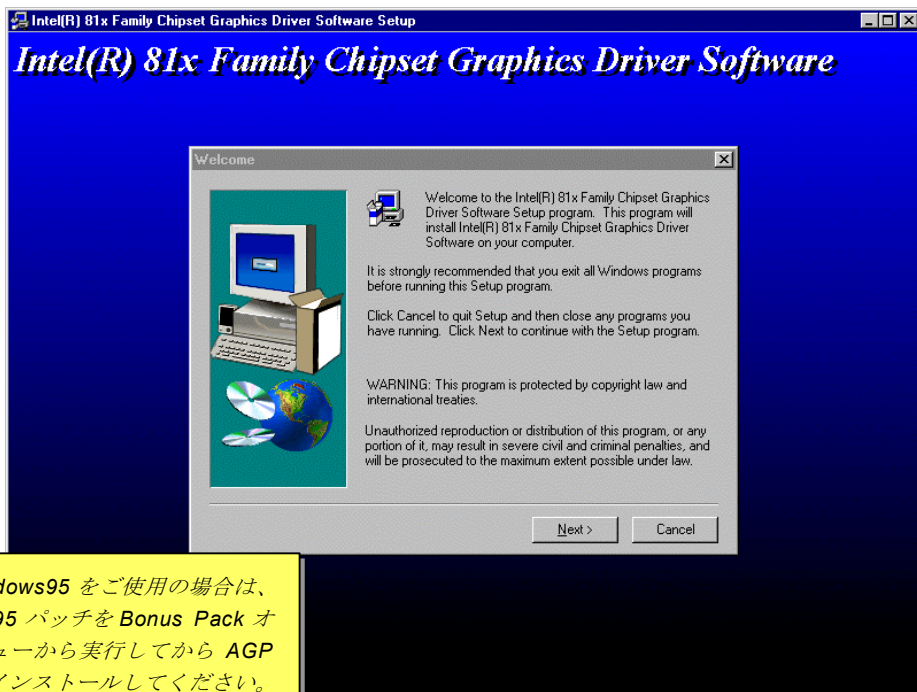 Intel(R) 81x Family Chipset Graphics Driver Software Setup
Intel(R) 81x Family Chipset Graphics Driver Software
Welcome
Welcome to the Intel(R) 81x Family Chipset Graphics
Driver Software Setup program. This program will
install Intel(R) 81x Family Chipset Graphics Driver
Software on your computer.
It is strongly recommended that you exit all Windows programs
before running this Setup program.
Click Cancel to quit Setup and then close any programs you
have running. Click Next to continue with the Setup program.
WARNING: This program is protected by copyright law and
international treaties.
Unauthorized reproduction or distribution of this program, or any
portion of it, may result in severe civil and criminal penalties, and
will be prosecuted to the maximum extent possible under law.
Next >
Cancel
dows95 をご使用の場合は、
95 パッチを Bonus Pack オ
ューから実行してから AGP
インストールしてください。